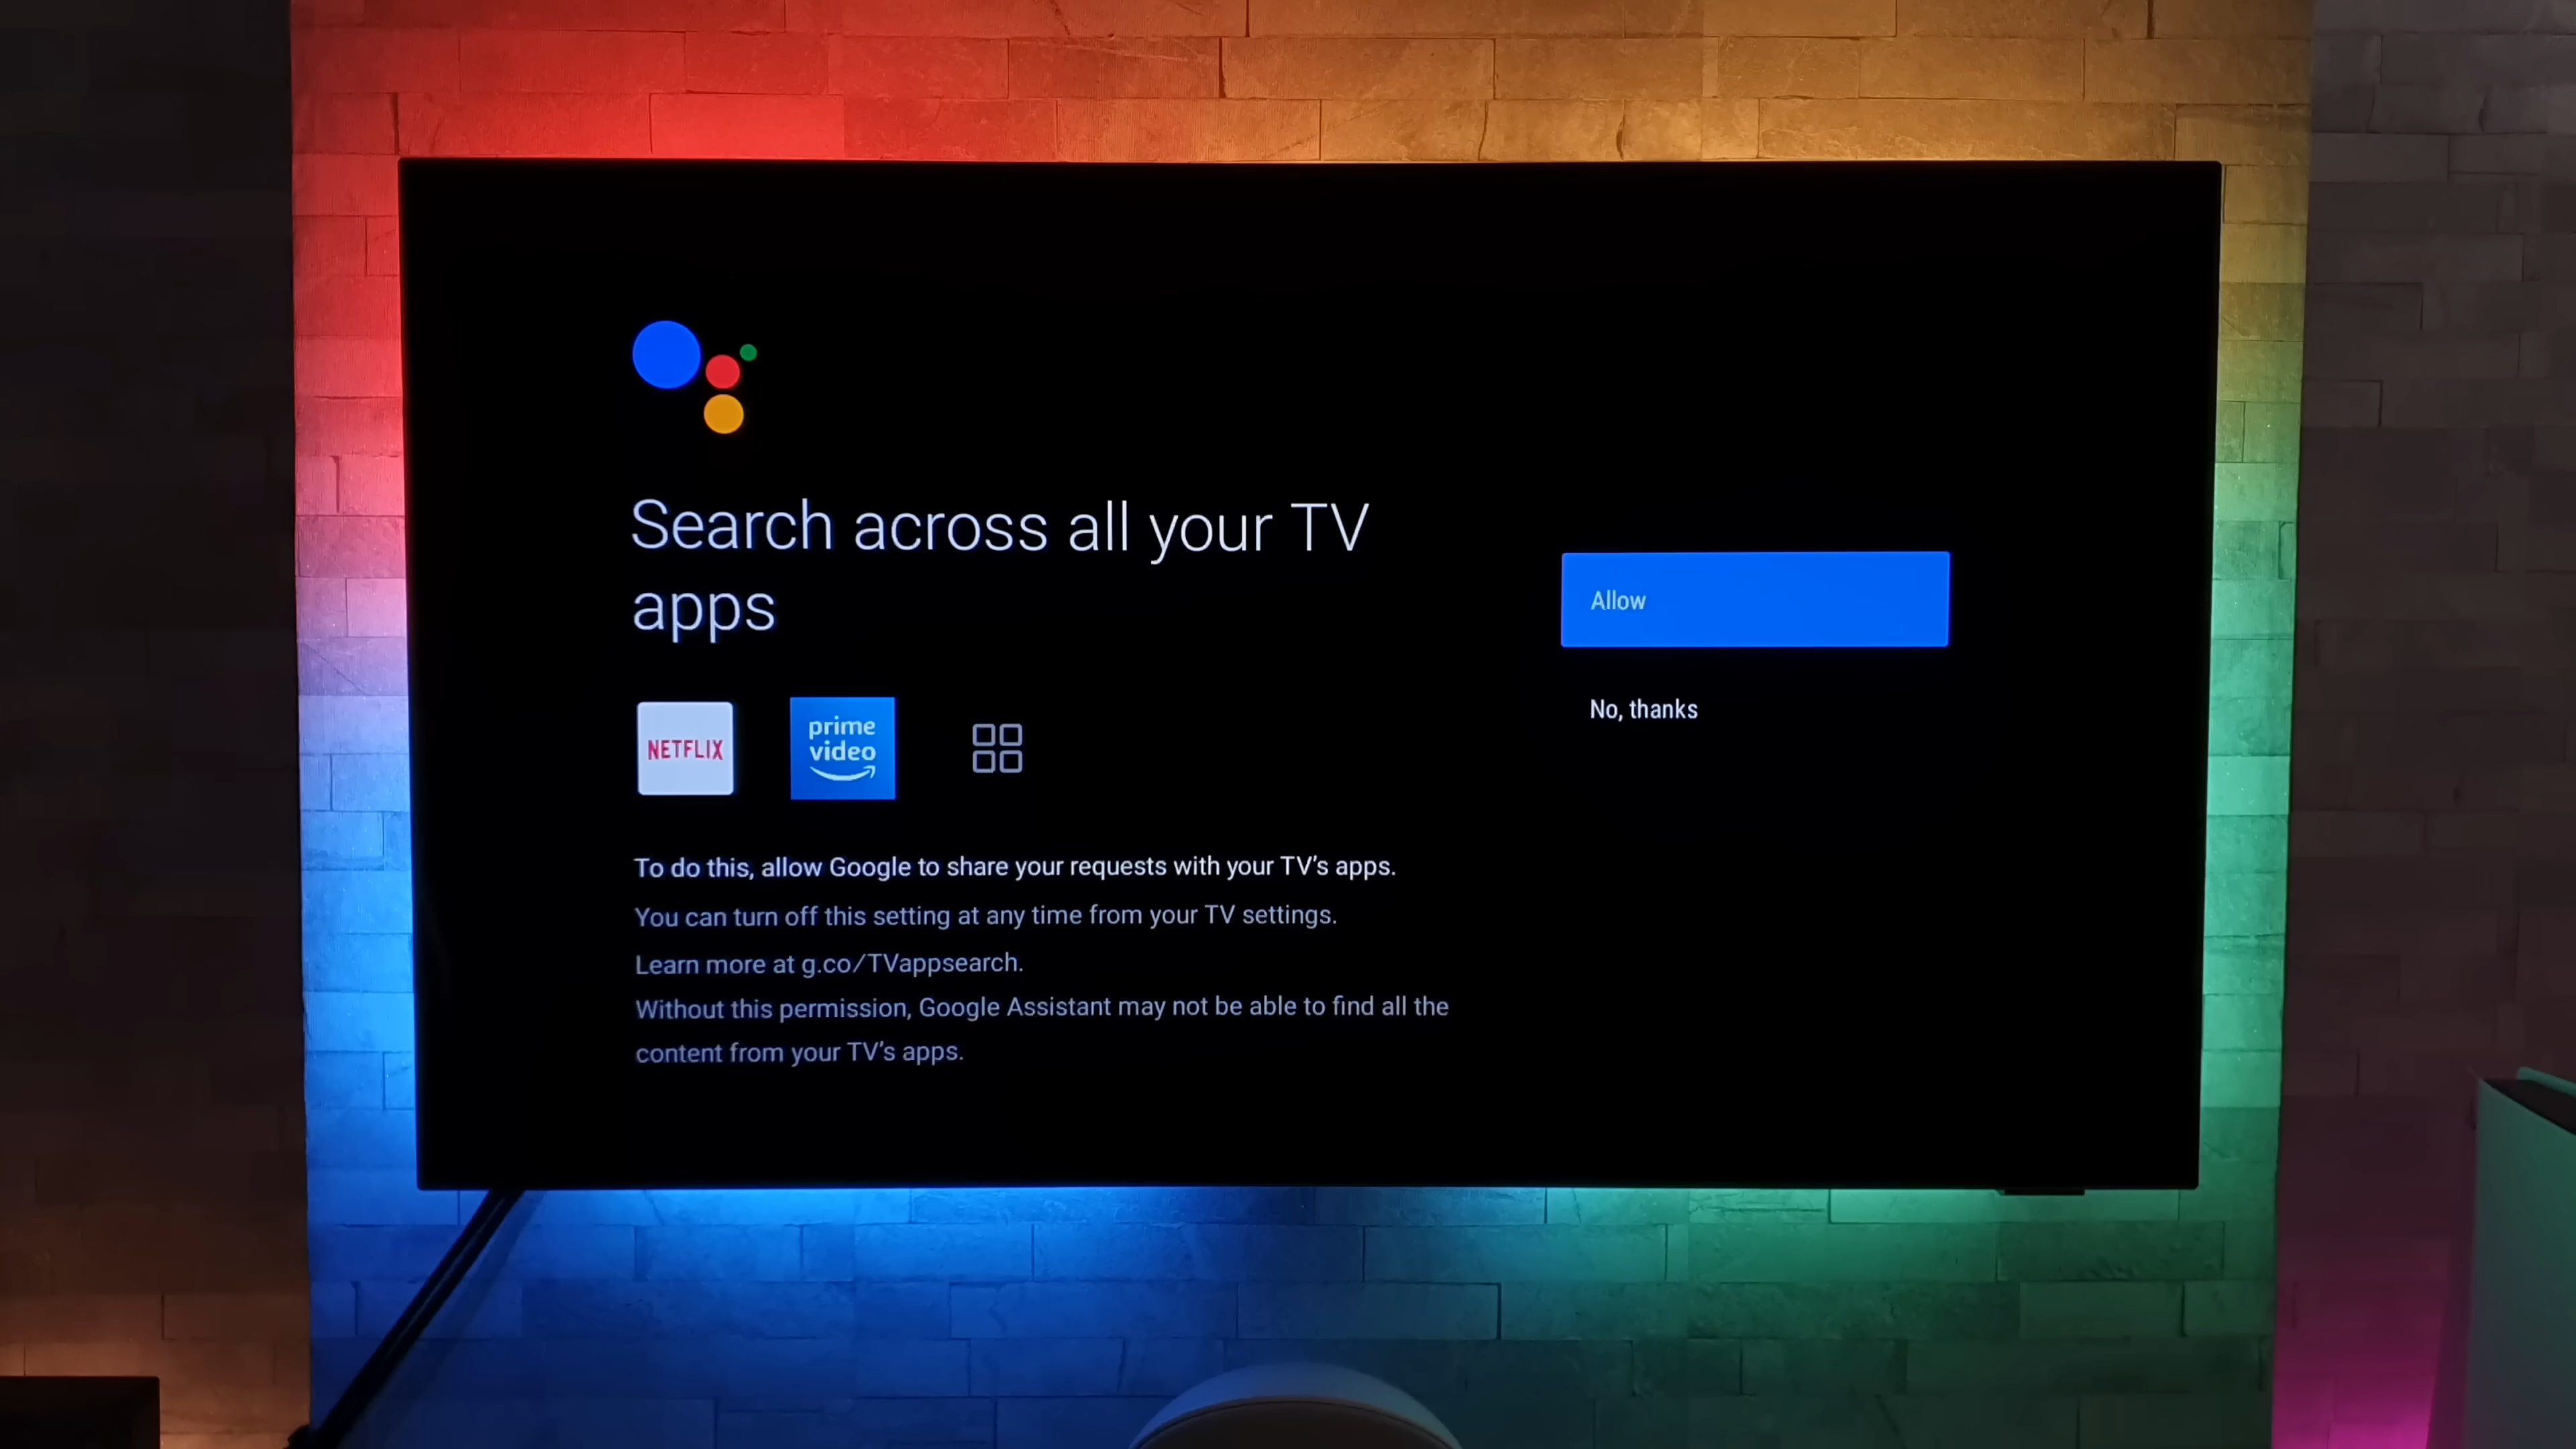 Search across all your TV
apps
NETFLIX
prime
video
To do this, allow Google to share your requests with your TV's apps.
You can turn off this setting at any time from your TV settings.
Learn more at g.co/TVappsearch.
Without this permission, Google Assistant may not be able to find all the
content from your TV's apps.
Allow
No, thanks